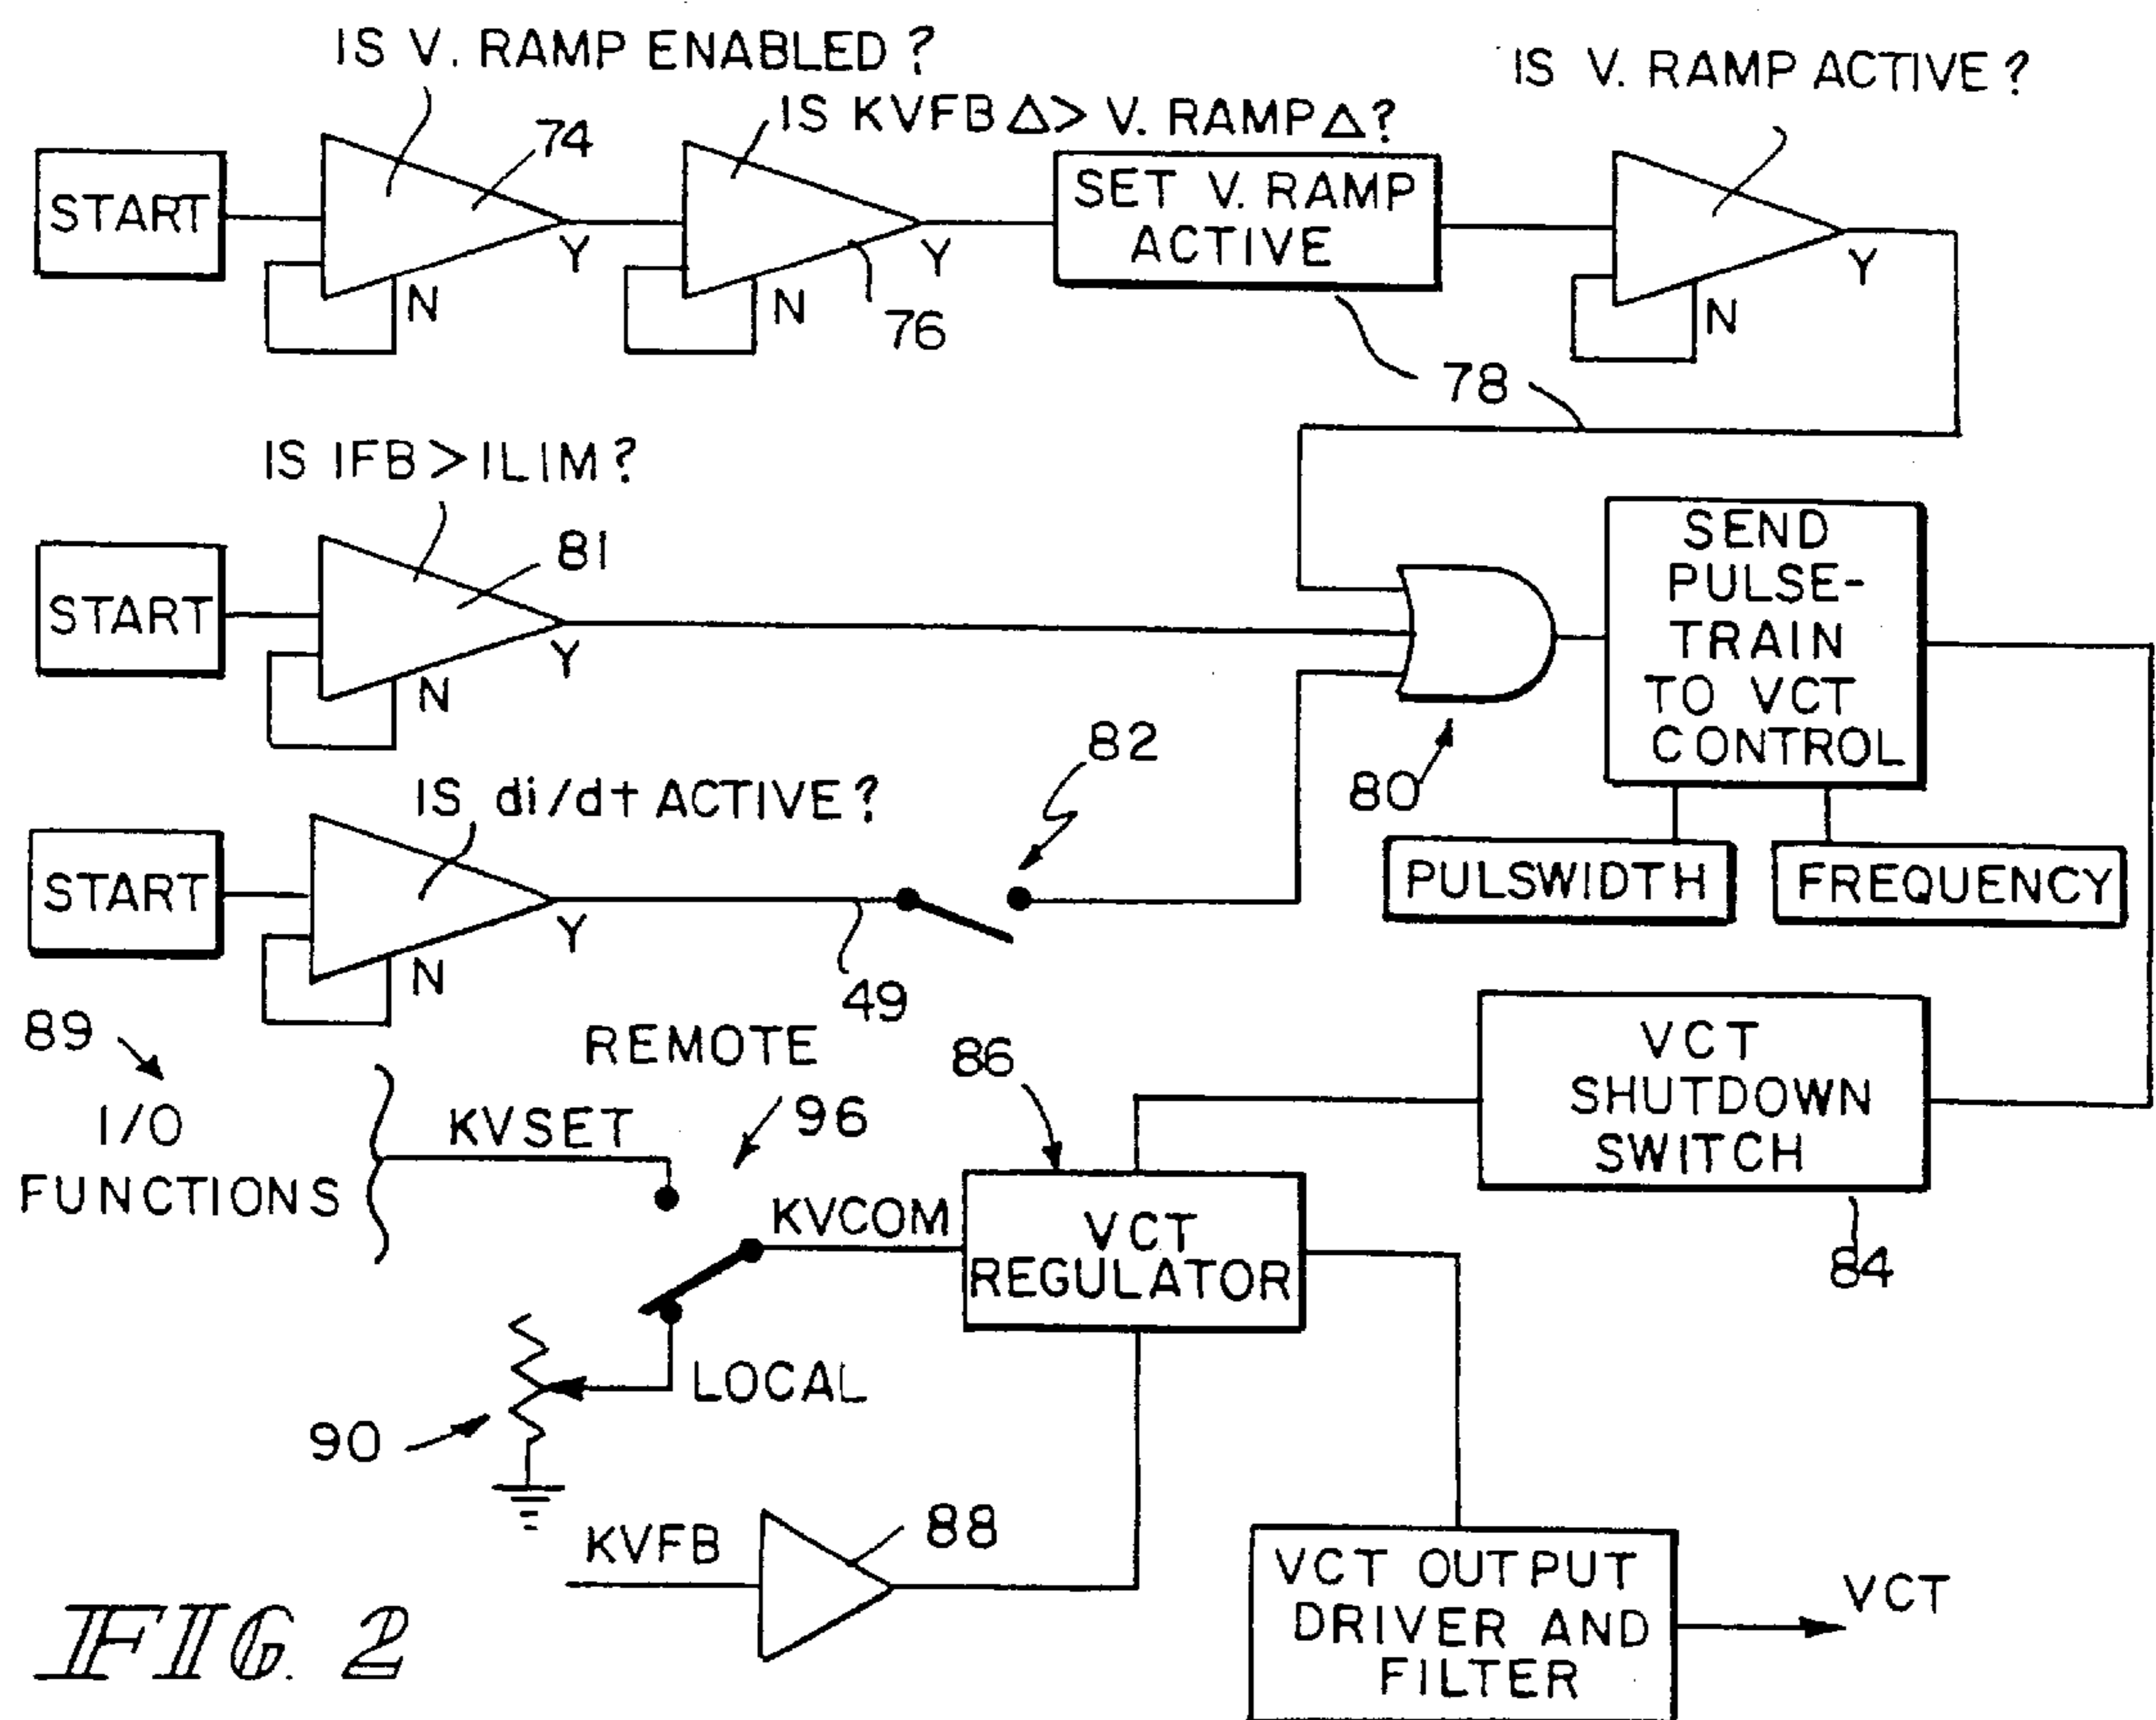 IS V. RAMP ENABLED ?
IS KVFB Δ > V. RAMP Δ ?
IS V. RAMP ACTIVE ?
START
74
Y
N
76
Y
N
SET V. RAMP
ACTIVE
78
Y
N
IS IFB > ILIM ?
START
81
Y
N
80
SEND
PULSE-
TRAIN
TO VCT
CONTROL
PULSWIDTH
FREQUENCY
IS di/dt ACTIVE ?
START
Y
N
49
82
89
I/O
FUNCTIONS
REMOTE
KVSET
96
KVCOM
86
VCT
REGULATOR
VCT
SHUTDOWN
SWITCH
84
LOCAL
90
KVFB
88
VCT OUTPUT
DRIVER AND
FILTER
VCT
FIG. 2